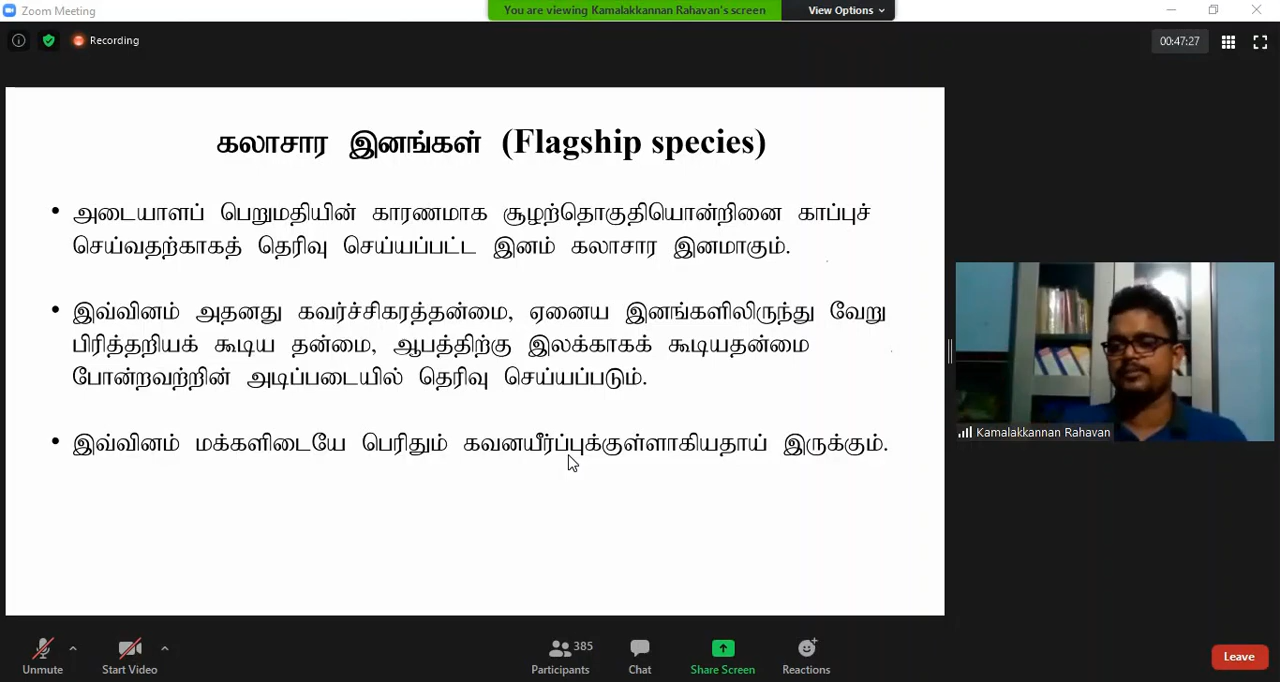 Zoom Meeting
You are viewing Kamalakkannan Rahavan's screen
View Options
Recording
00:47:27
கலாசார இனங்கள் (Flagship species)
• அடையாளப் பெறுமதியின் காரணமாக சூழற்தொகுதியொன்றினை காப்புச்
செய்வதற்காகத் தெரிவு செய்யப்பட்ட இனம் கலாசார இனமாகும்.
• இவ்வினம் அதனது கவர்ச்சிகரத்தன்மை, ஏனைய இனங்களிலிருந்து வேறு
பிரித்தறியக் கூடிய தன்மை, ஆபத்திற்கு இலக்காகக் கூடியதன்மை
போன்றவற்றின் அடிப்படையில் தெரிவு செய்யப்படும்.
• இவ்வினம் மக்களிடையே பெரிதும் கவனயீர்ப்புக்குள்ளாகியதாய் இருக்கும்.
Kamalakkannan Rahavan
Unmute
Start Video
385
Participants
Chat
Share Screen
Reactions
Leave